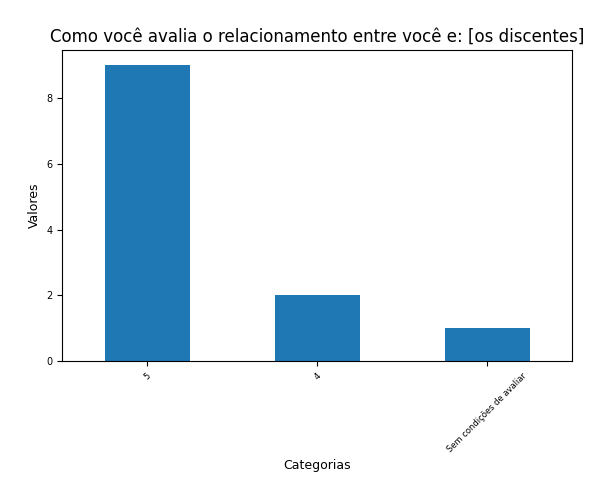 Como você avalia o relacionamento entre você e: [os discentes]
Valores
8
6
4
2
0
5
4
Sem condições de avaliar
Categorias